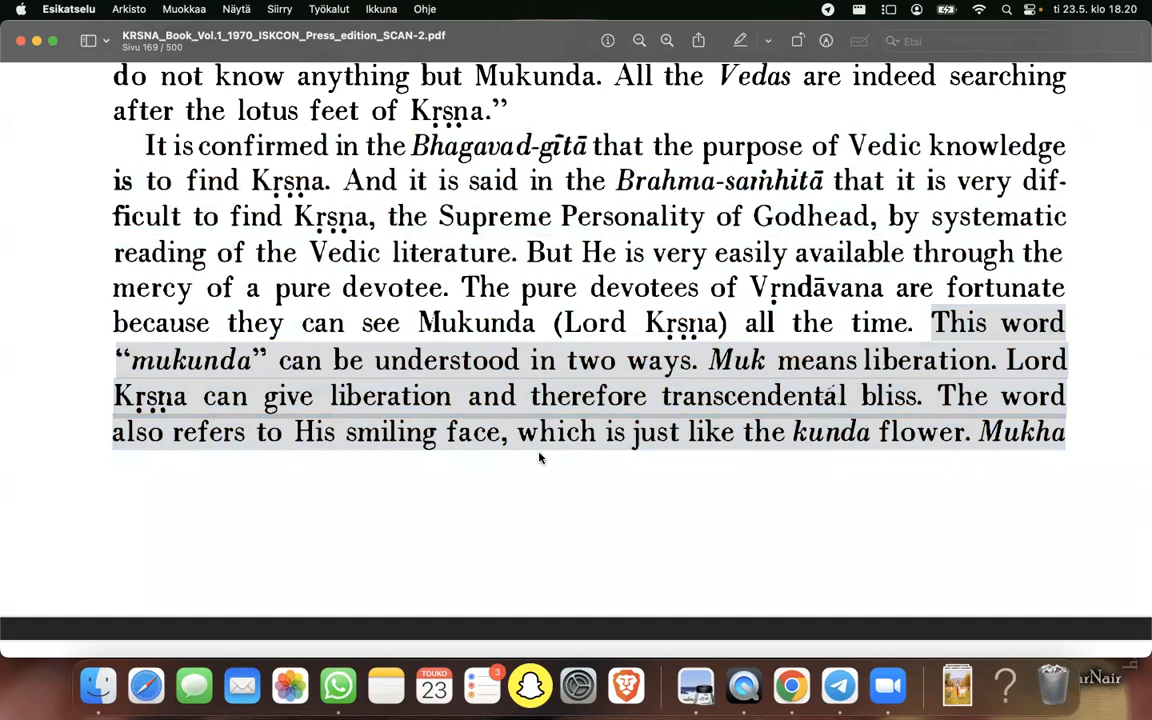 Esikatselu Arkisto Muokkaa Näytä Siirry Työkalut Ikkuna Ohje ti 23.5. klo 18.20
KRSNA_Book_Vol.1_1970_ISKCON_Press_edition_SCAN-2.pdf
Sivu 169 / 500
Etsi
do not know anything but Mukunda. All the Vedas are indeed searching
after the lotus feet of Kṛṣṇa.”
It is confirmed in the Bhagavad-gītā that the purpose of Vedic knowledge
is to find Kṛṣṇa. And it is said in the Brahma-saṁhitā that it is very dif-
ficult to find Kṛṣṇa, the Supreme Personality of Godhead, by systematic
reading of the Vedic literature. But He is very easily available through the
mercy of a pure devotee. The pure devotees of Vṛndāvana are fortunate
because they can see Mukunda (Lord Kṛṣṇa) all the time. This word
“mukunda” can be understood in two ways. Muk means liberation. Lord
Kṛṣṇa can give liberation and therefore transcendental bliss. The word
also refers to His smiling face, which is just like the kunda flower. Mukha
TOUKO
23
3
arNair